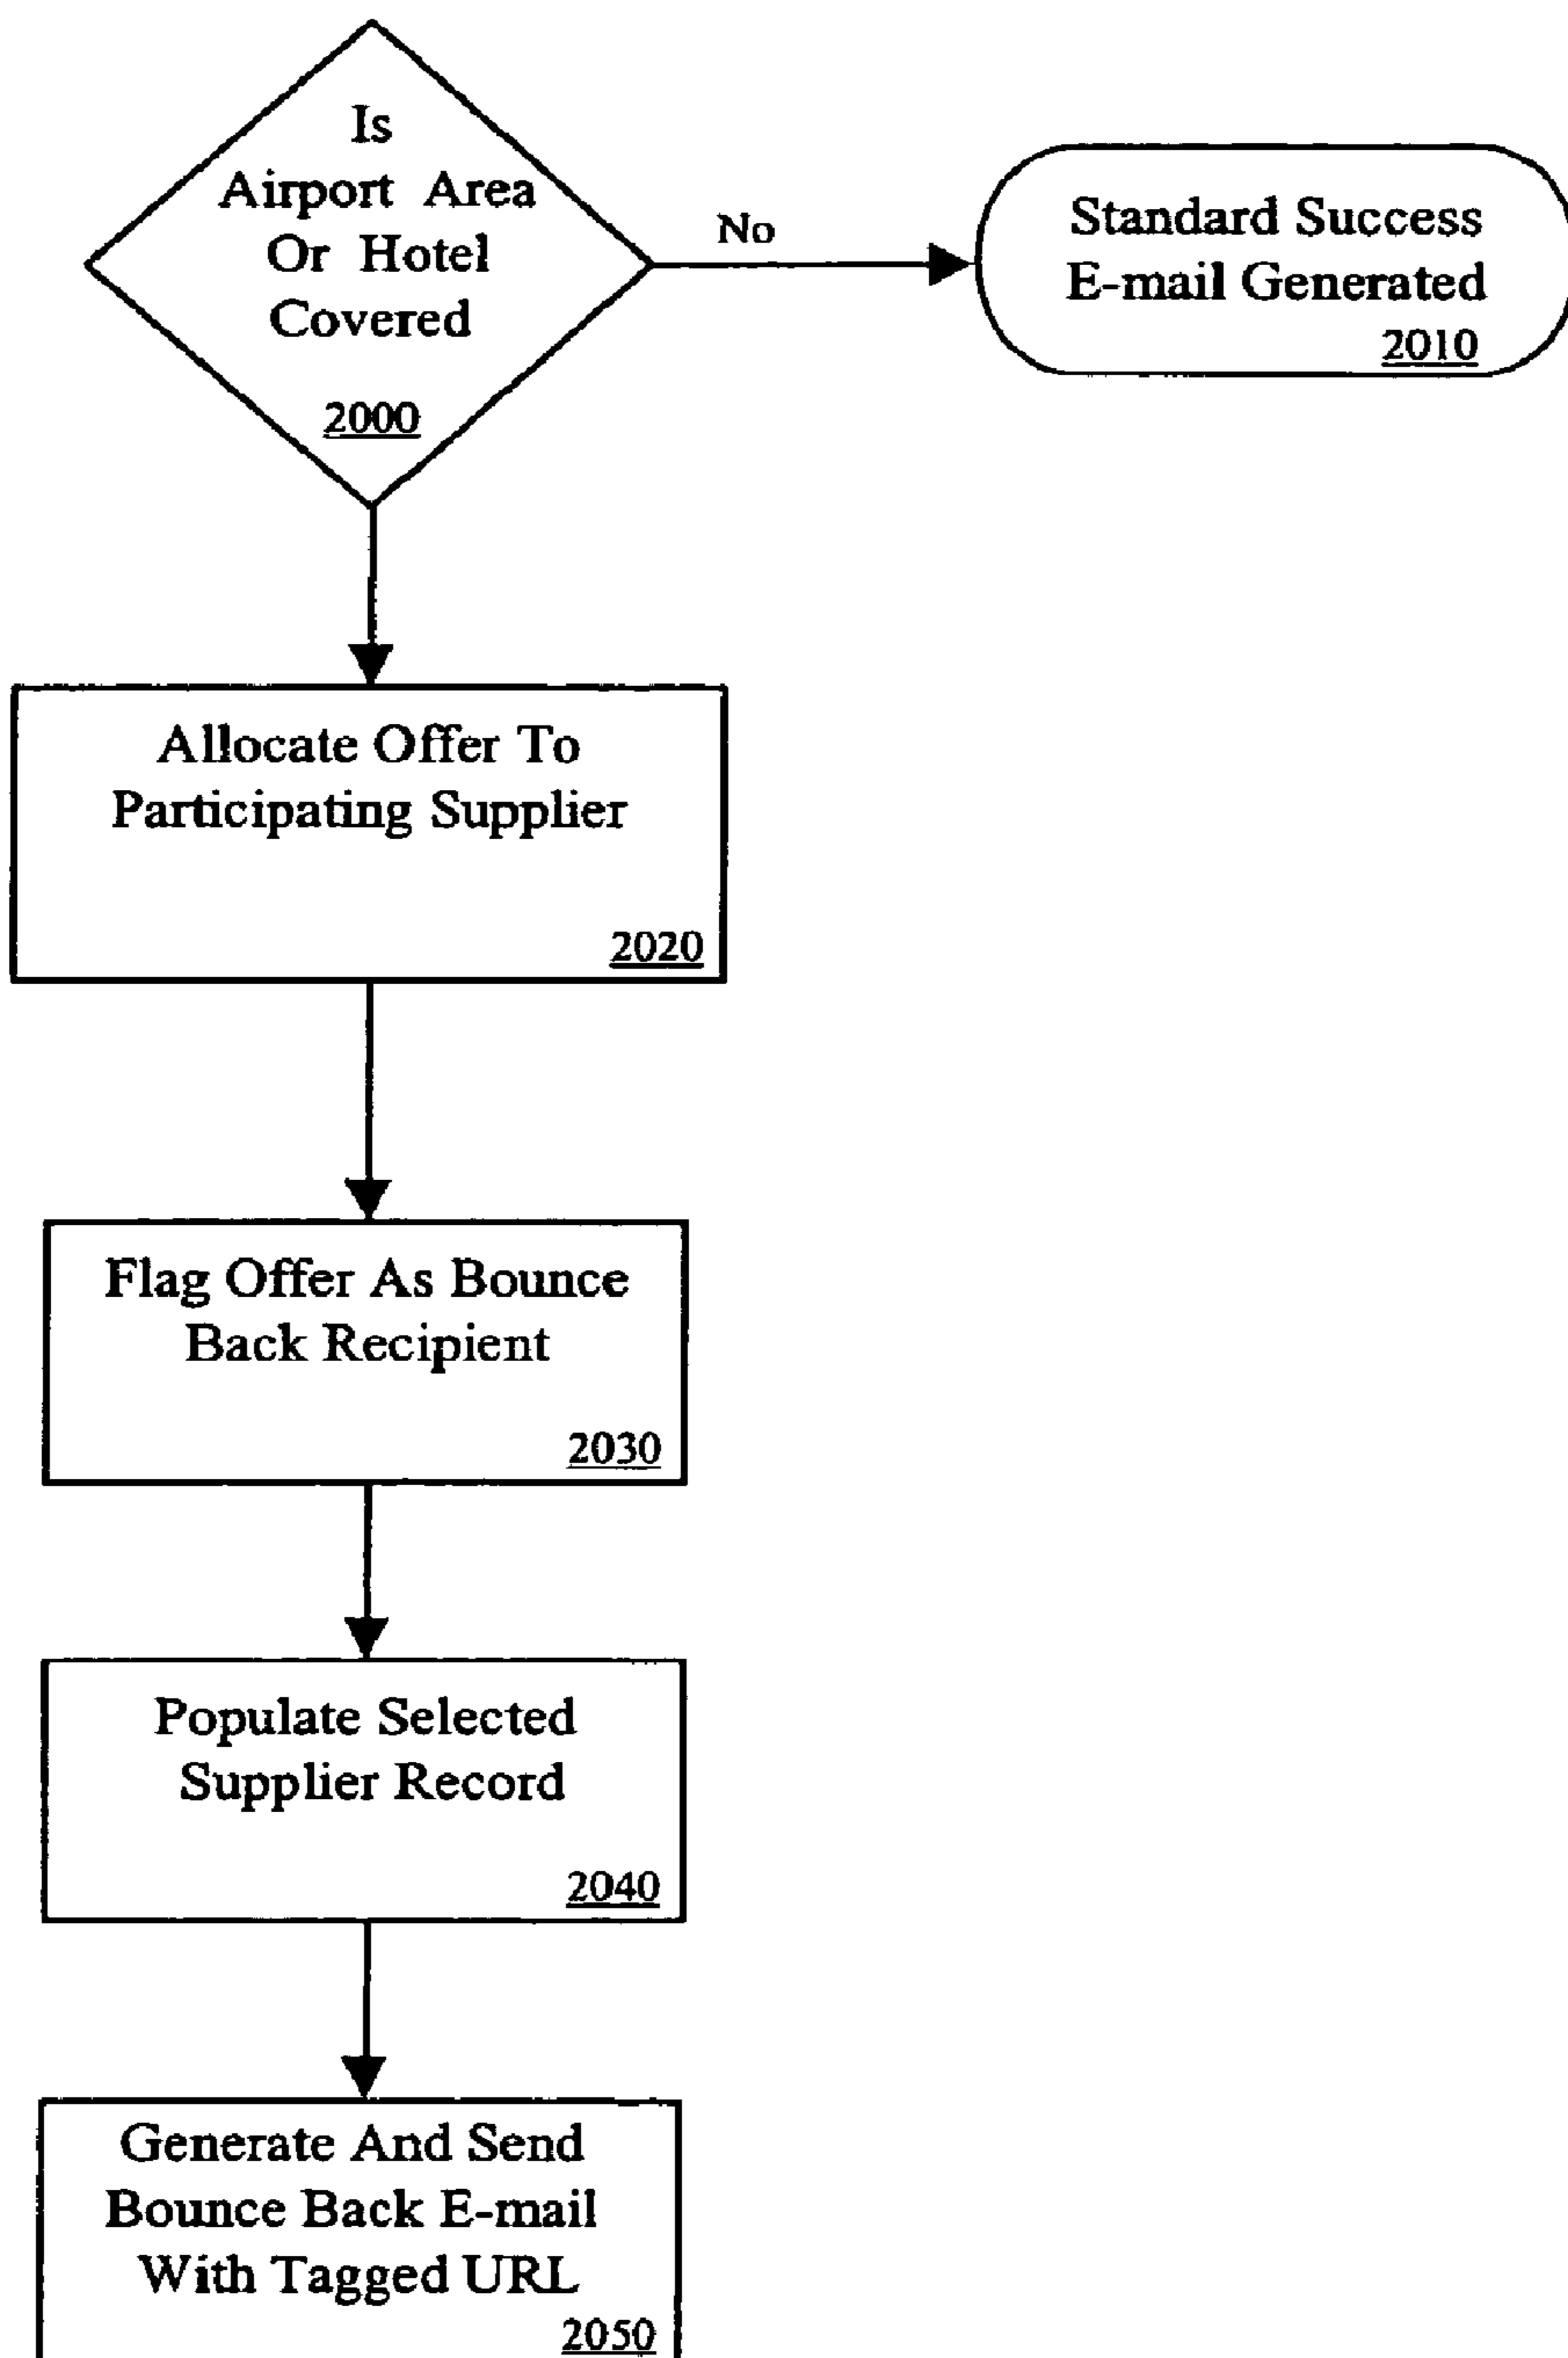 Is
Airport Area
Or Hotel
Covered
2000
No
Standard Success
E-mail Generated
2010
Allocate Offer To
Participating Supplier
2020
Flag Offer As Bounce
Back Recipient
2030
Populate Selected
Supplier Record
2040
Generate And Send
Bounce Back E-mail
With Tagged URL
2050